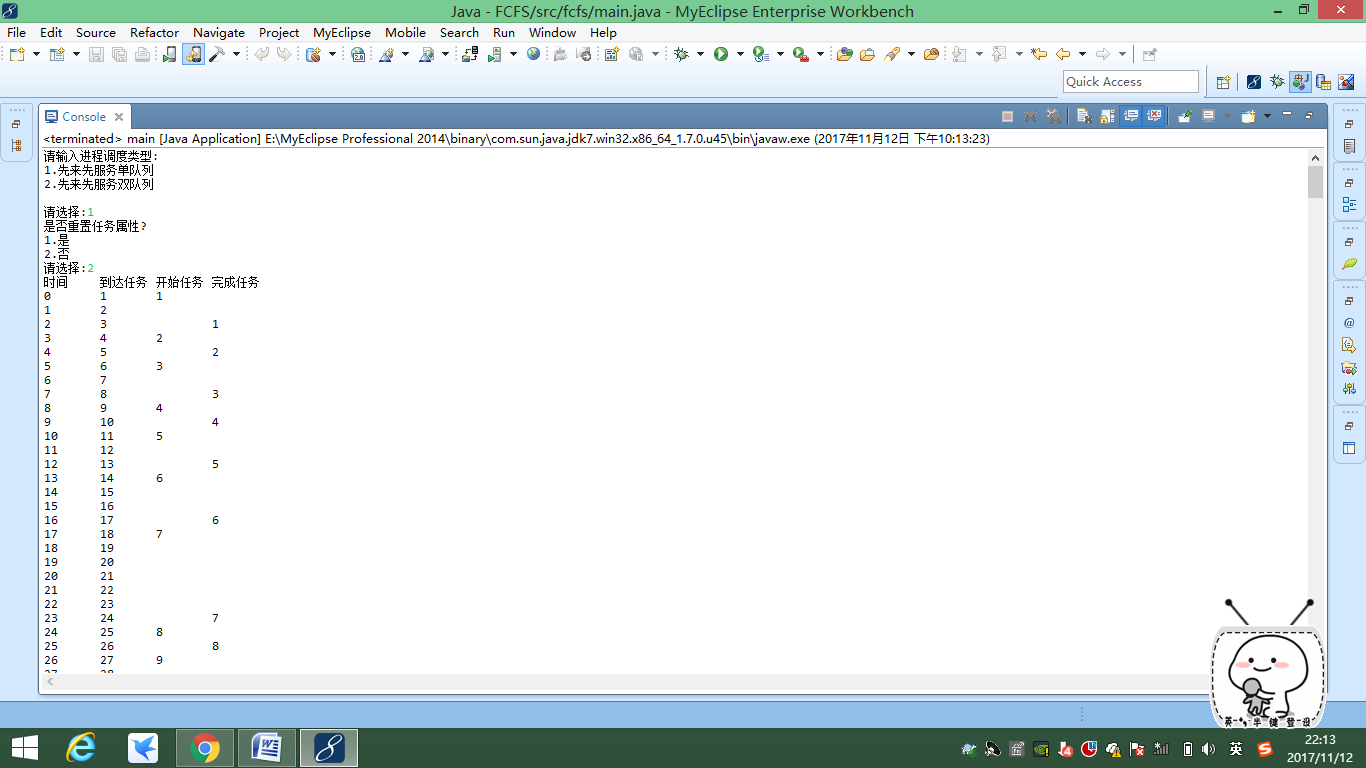 Java - FCFS/src/fcfs/main.java - MyEclipse Enterprise Workbench
File Edit Source Refactor Navigate Project MyEclipse Mobile Search Run Window Help
Quick Access
Console
<terminated> main [Java Application] E:\MyEclipse Professional 2014\binary\com.sun.java.jdk7.win32.x86_64_1.7.0.u45\bin\javaw.exe (2017年11月12日 下午10:13:23)
请输入进程调度类型:
1.先来先服务单队列
2.先来先服务双队列
请选择:1
是否重置任务属性?
1.是
2.否
请选择:2
时间 到达任务 开始任务 完成任务
0 1 1
1 2
2 3 1
3 4 2
4 5 2
5 6 3
6 7
7 8 3
8 9 4
9 10 4
10 11 5
11 12
12 13 5
13 14 6
14 15
15 16
16 17 6
17 18 7
18 19
19 20
20 21
21 22
22 23
23 24 7
24 25 8
25 26 8
26 27 9
27 28
英 半 键 登 设
英
22:13
2017/11/12